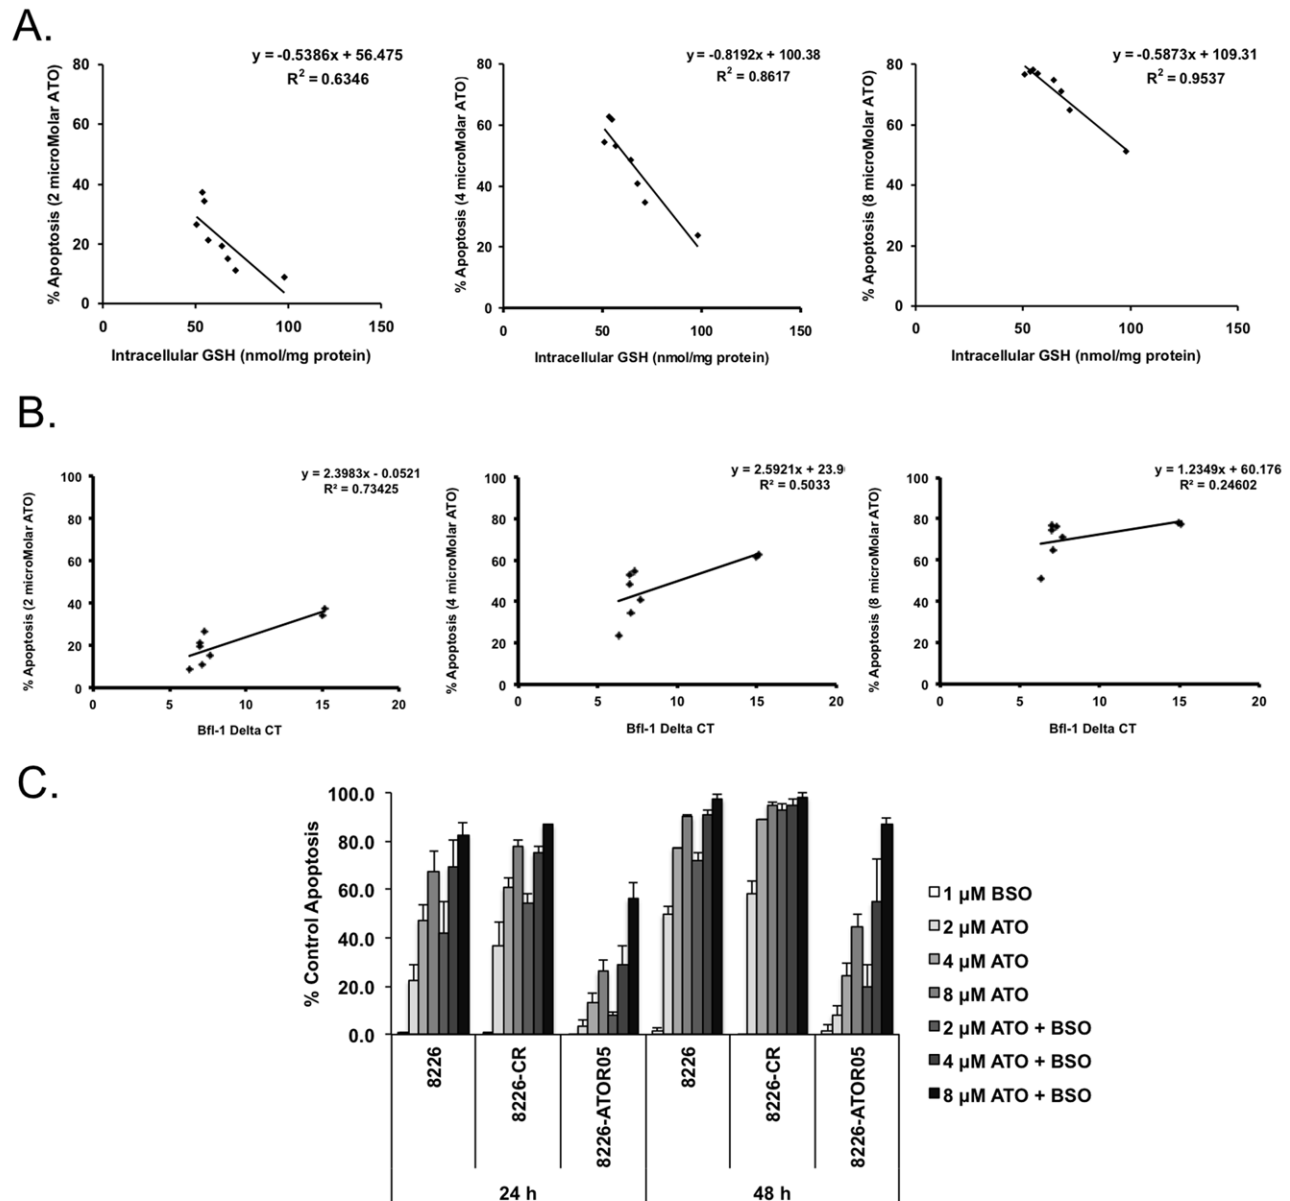 A.
y = -0.5386x + 56.475
R² = 0.6346
% Apoptosis (2 microMolar ATO)
80
60
40
20
0
0 50 100 150
Intracellular GSH (nmol/mg protein)
y = -0.8192x + 100.38
R² = 0.8617
% Apoptosis (4 microMolar ATO)
80
60
40
20
0
0 50 100 150
Intracellular GSH (nmol/mg protein)
y = -0.5873x + 109.31
R² = 0.9537
% Apoptosis (8 microMolar ATO)
80
60
40
20
0
0 50 100 150
Intracellular GSH (nmol/mg protein)
B.
y = 2.3983x - 0.0521
R² = 0.73425
% Apoptosis (2 microMolar ATO)
100
80
60
40
20
0
0 5 10 15 20
Bfl-1 Delta CT
y = 2.5921x + 23.9
R² = 0.5033
% Apoptosis (4 microMolar ATO)
100
80
60
40
20
0
0 5 10 15 20
Bfl-1 Delta CT
y = 1.2349x + 60.176
R² = 0.24602
% Apoptosis (8 microMolar ATO)
100
80
60
40
20
0
0 5 10 15 20
Bfl-1 Delta CT
C.
% Control Apoptosis
100.0
80.0
60.0
40.0
20.0
0.0
8226 8226-CR 8226-ATOR05 8226 8226-CR 8226-ATOR05
24 h 48 h
1 µM BSO
2 µM ATO
4 µM ATO
8 µM ATO
2 µM ATO + BSO
4 µM ATO + BSO
8 µM ATO + BSO